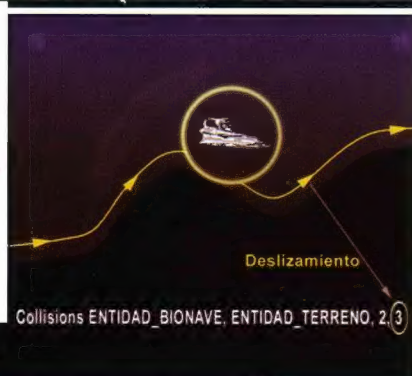 Deslizamiento
Collisions ENTIDAD_BIONAVE, ENTIDAD_TERRENO, 2,3